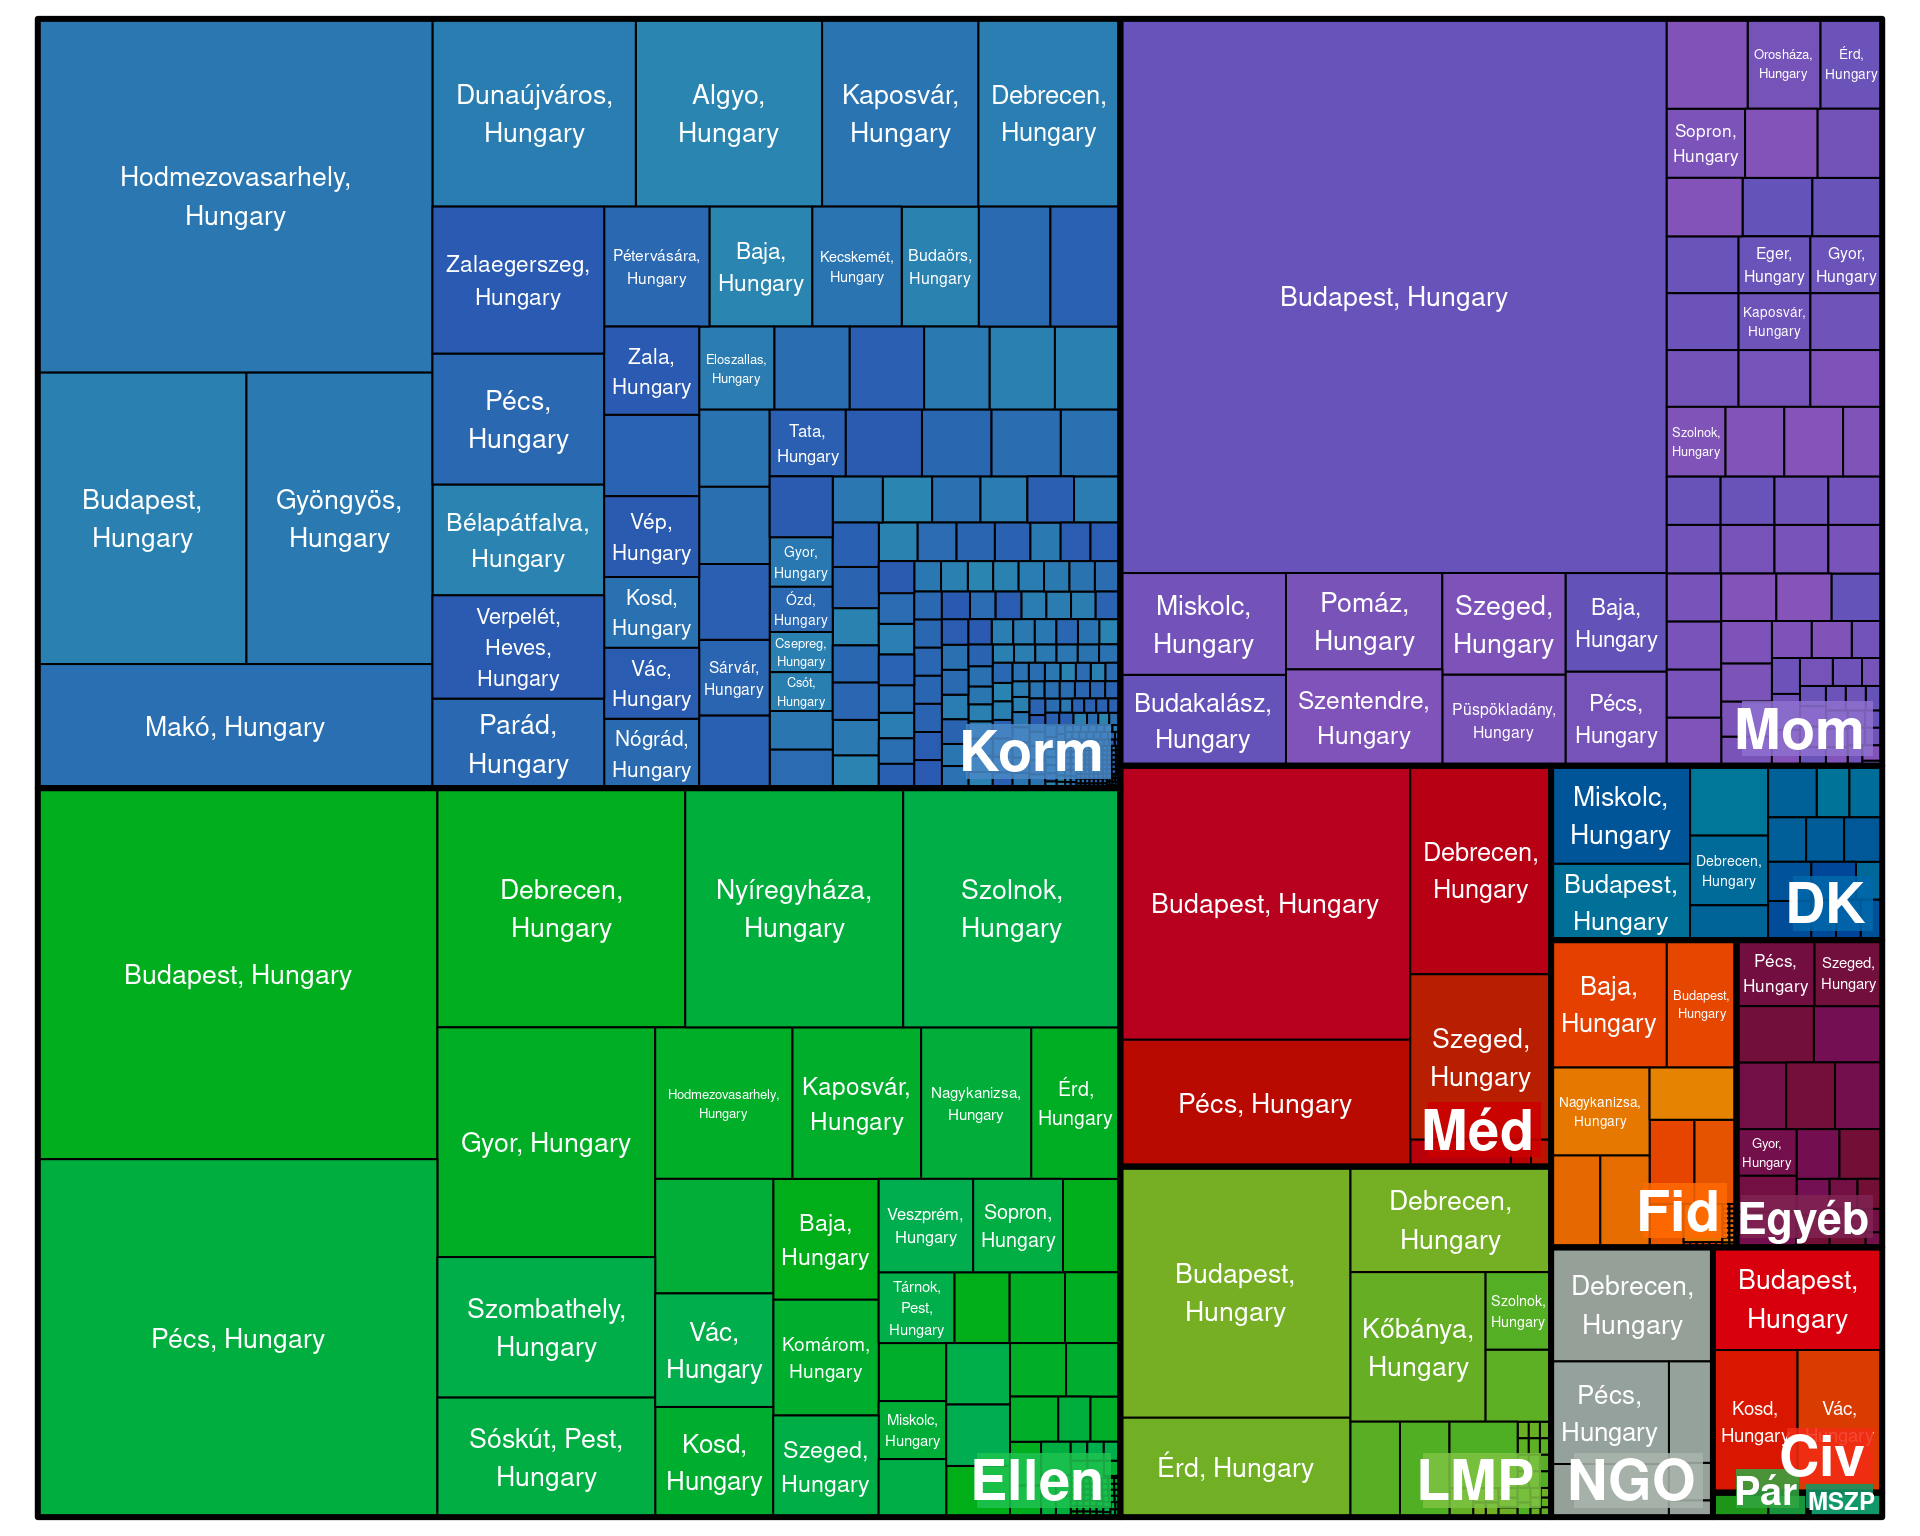 Hodmezovasarhely,
Hungary
Dunaújváros,
Hungary
Algyo,
Hungary
Kaposvár,
Hungary
Debrecen,
Hungary
Zalaegerszeg,
Hungary
Pétervására,
Hungary
Baja,
Hungary
Kecskemét,
Hungary
Budaörs,
Hungary
Zala,
Hungary
Eloszallas,
Hungary
Pécs,
Hungary
Tata,
Hungary
Budapest,
Hungary
Gyöngyös,
Hungary
Bélapátfalva,
Hungary
Vép,
Hungary
Gyor,
Hungary
Kosd,
Hungary
Ózd,
Hungary
Verpelét,
Heves,
Hungary
Csepreg,
Hungary
Vác,
Hungary
Sárvár,
Hungary
Csót,
Hungary
Makó, Hungary
Parád,
Hungary
Nógrád,
Hungary
Korm
Budapest, Hungary
Orosháza,
Hungary
Érd,
Hungary
Sopron,
Hungary
Eger,
Hungary
Gyor,
Hungary
Kaposvár,
Hungary
Szolnok,
Hungary
Miskolc,
Hungary
Pomáz,
Hungary
Szeged,
Hungary
Baja,
Hungary
Budakalász,
Hungary
Szentendre,
Hungary
Püspökladány,
Hungary
Pécs,
Hungary
Mom
Budapest, Hungary
Debrecen,
Hungary
Nyíregyháza,
Hungary
Szolnok,
Hungary
Pécs, Hungary
Gyor, Hungary
Hodmezovasarhely,
Hungary
Kaposvár,
Hungary
Nagykanizsa,
Hungary
Érd,
Hungary
Szombathely,
Hungary
Sóskút, Pest,
Hungary
Baja,
Hungary
Veszprém,
Hungary
Sopron,
Hungary
Tárnok,
Pest,
Hungary
Vác,
Hungary
Komárom,
Hungary
Kosd,
Hungary
Szeged,
Hungary
Miskolc,
Hungary
Ellen
Budapest, Hungary
Debrecen,
Hungary
Pécs, Hungary
Szeged,
Hungary
Méd
Budapest,
Hungary
Debrecen,
Hungary
Kőbánya,
Hungary
Szolnok,
Hungary
Érd, Hungary
LMP
Miskolc,
Hungary
Budapest,
Hungary
Debrecen,
Hungary
DK
Baja,
Hungary
Budapest,
Hungary
Nagykanizsa,
Hungary
Fid
Pécs,
Hungary
Szeged,
Hungary
Gyor,
Hungary
Egyéb
Debrecen,
Hungary
Pécs,
Hungary
NGO
Budapest,
Hungary
Kosd,
Hungary
Vác,
Hungary
Civ
Pár
MSZP